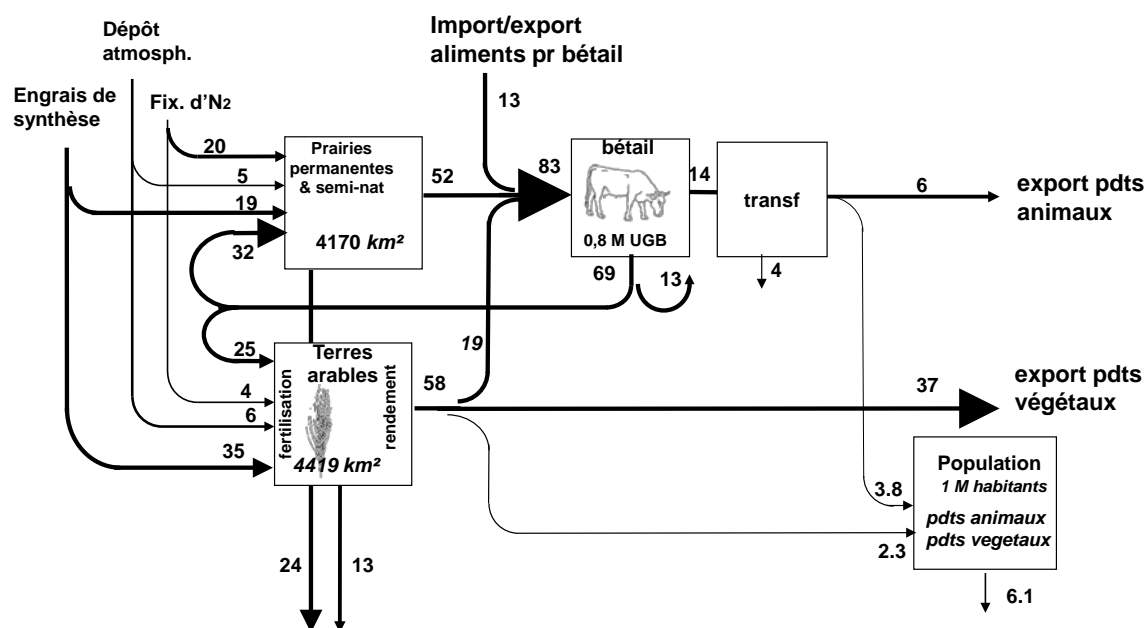 Dépôt
atmosph.
Import/export
aliments pr bétail
Engrais de
synthèse
Fix. d'N2
13
20
5
19
32
Prairies
permanentes
& semi-nat
4170 km²
52
83
bétail
0,8 M UGB
14
transf
6
export pdts
animaux
4
69
13
25
4
6
35
Terres
arables
fertilisation
rendement
4419 km²
58
19
37
export pdts
végétaux
Population
1 M habitants
pdts animaux
pdts vegetaux
3.8
2.3
6.1
24
13